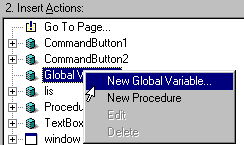 2. Insert Actions:
Go To Page...
CommandButton1
CommandButton2
Global V
New Global Variable...
lis
New Procedure
Procedu
Edit
TextBox
Delete
window